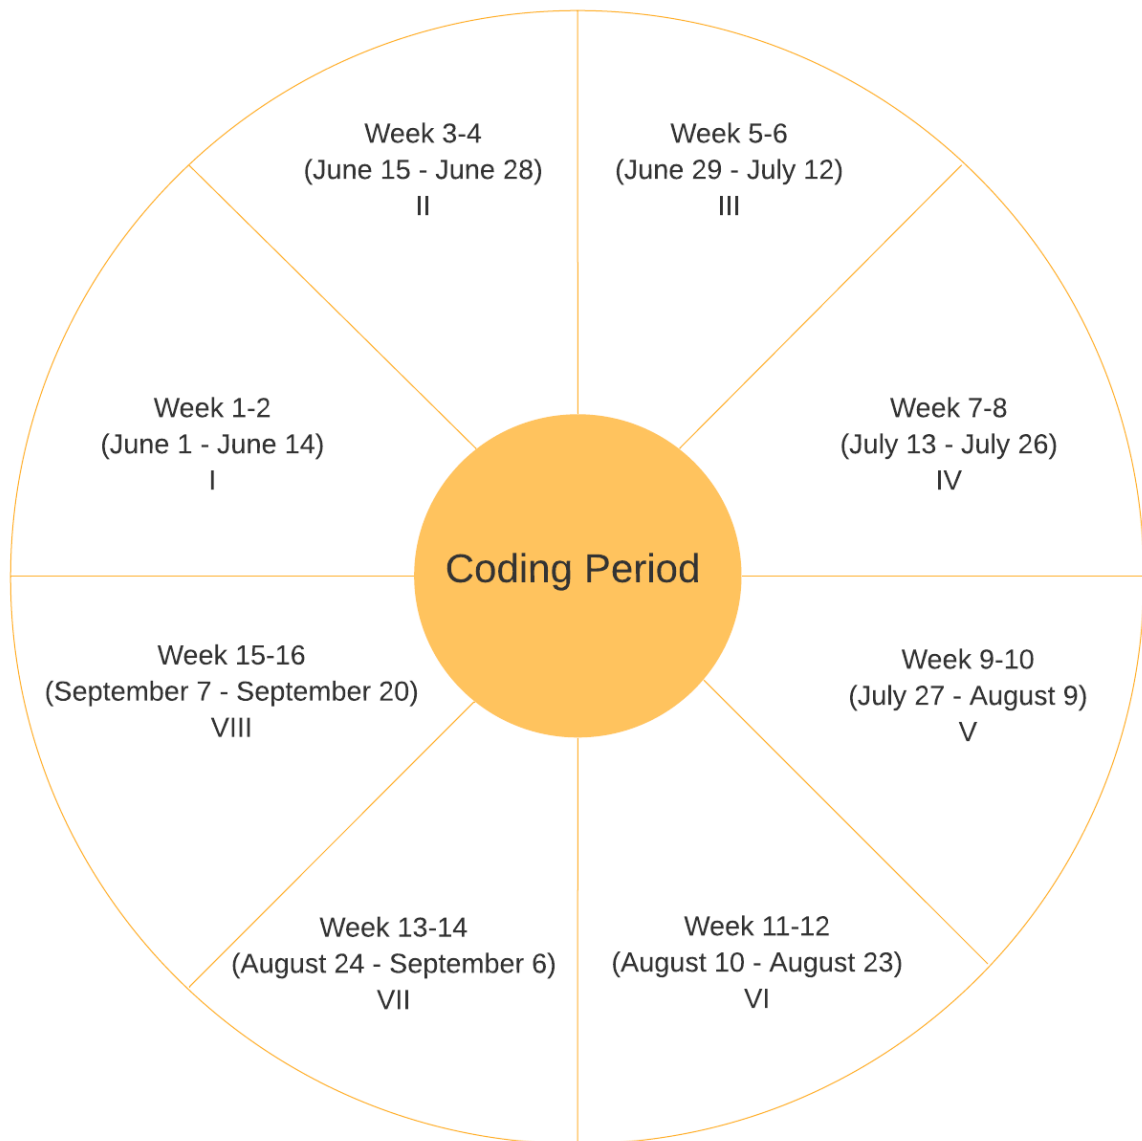 Week 3-4
(June 15 - June 28)
II
Week 5-6
(June 29 - July 12)
III
Week 1-2
(June 1 - June 14)
I
Week 7-8
(July 13 - July 26)
IV
Coding Period
Week 15-16
(September 7 - September 20)
VIII
Week 9-10
(July 27 - August 9)
V
Week 13-14
(August 24 - September 6)
VII
Week 11-12
(August 10 - August 23)
VI